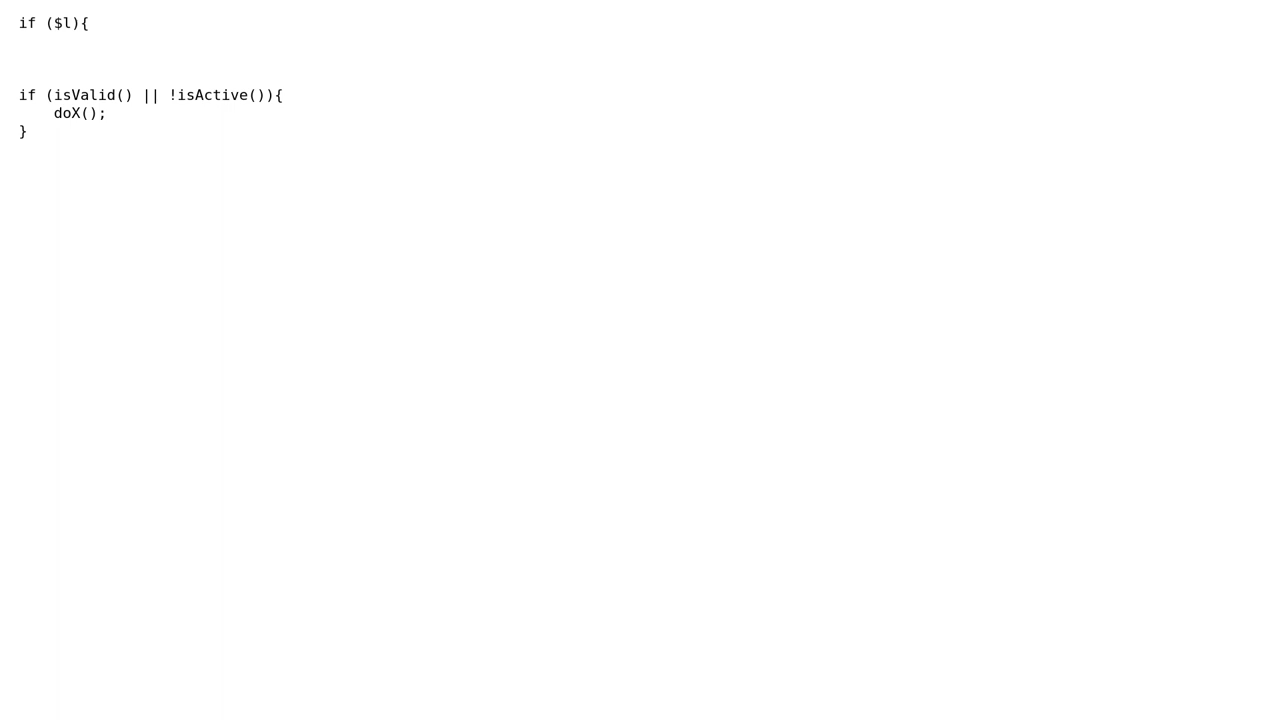 if ($l){
if (isValid() || !isActive()){
    doX();
}